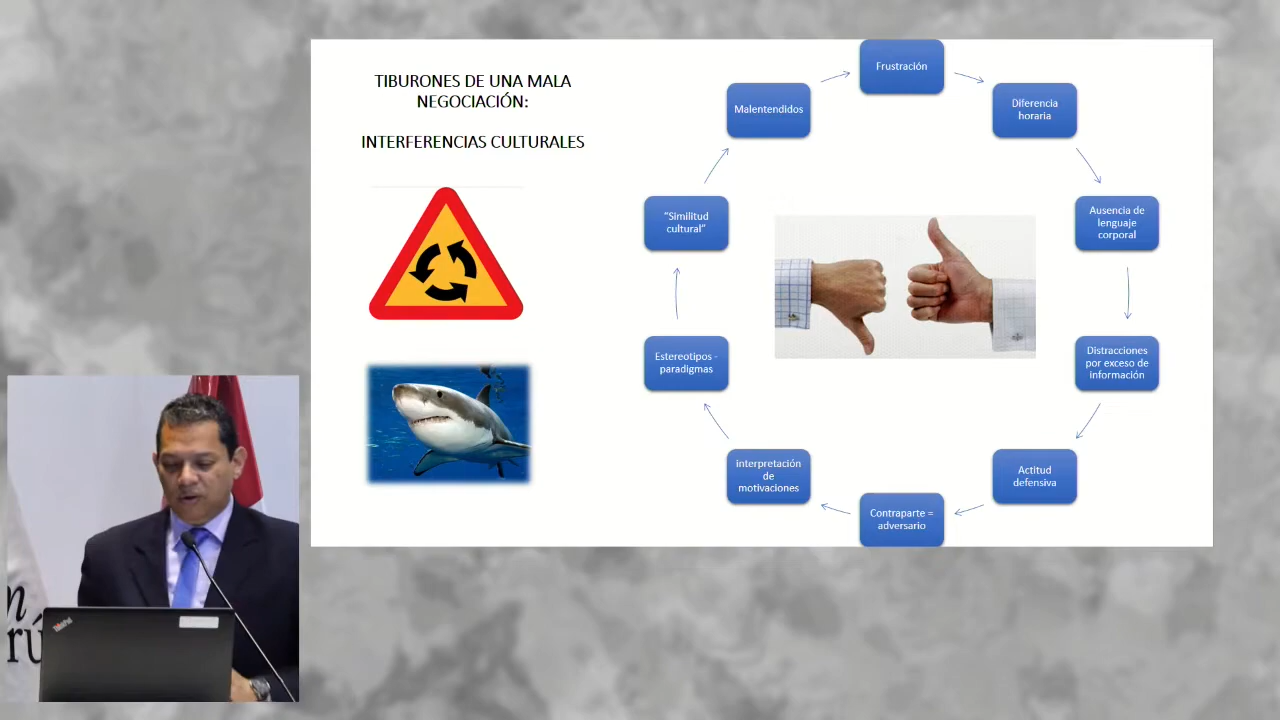 TIBURONES DE UNA MALA
NEGOCIACIÓN:
INTERFERENCIAS CULTURALES
Frustración
Diferencia
horaria
Ausencia de
lenguaje
corporal
Distracciones
por exceso de
información
Actitud
defensiva
Contraparte =
adversario
interpretación
de
motivaciones
Estereotipos -
paradigmas
"Similitud
cultural"
Malentendidos